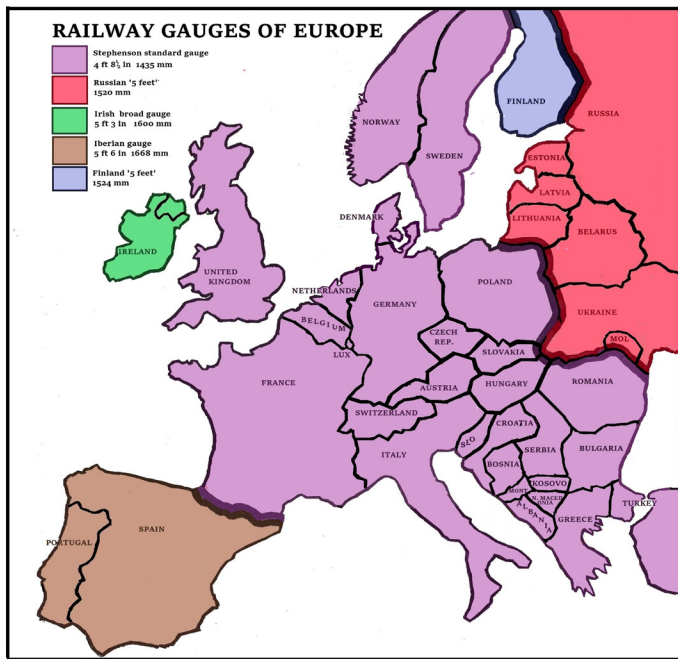 RAILWAY GAUGES OF EUROPE
Stephenson standard gauge
4 ft 8½ in 1435 mm
Russian '5 feet'
1520 mm
Irish broad gauge
5 ft 3 in 1600 mm
Iberian gauge
5 ft 6 in 1668 mm
Finland '5 feet'
1524 mm
FINLAND
RUSSIA
NORWAY
SWEDEN
ESTONIA
LATVIA
LITHUANIA
DENMARK
BELARUS
IRELAND
UNITED
KINGDOM
NETHERLANDS
GERMANY
POLAND
BELGIUM
UKRAINE
CZECH
REP.
MOL
LUX
SLOVAKIA
FRANCE
AUSTRIA
HUNGARY
ROMANIA
SWITZERLAND
CROATIA
SLO.
ITALY
SERBIA
BULGARIA
BOSNIA
KOSOVO
MONT.
N. MACED
ONIA
ALBANIA
GREECE
TURKEY
PORTUGAL
SPAIN